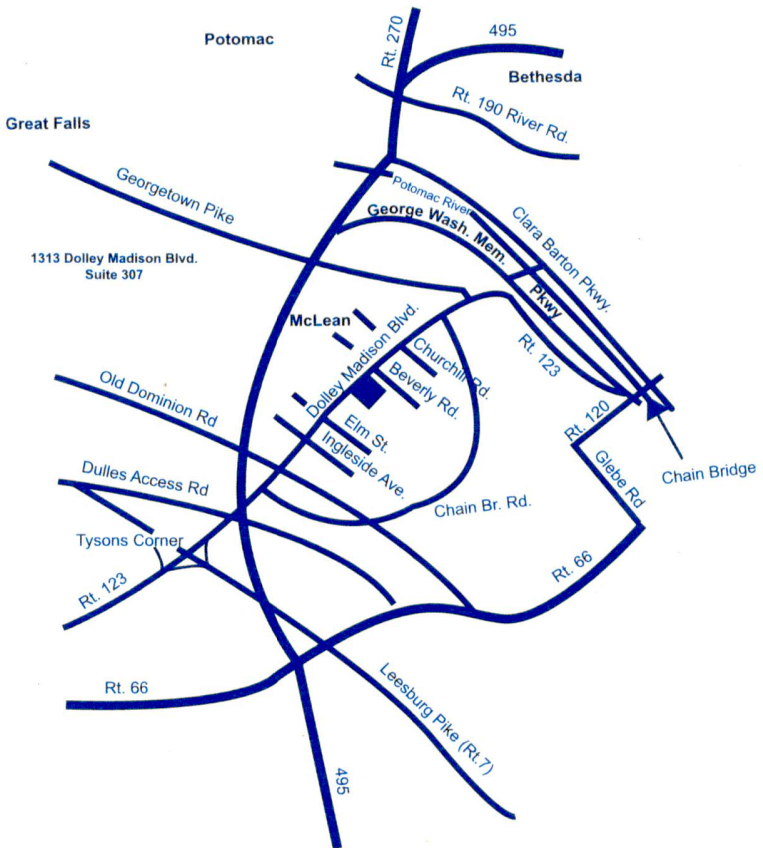 Potomac
Rt. 270
495
Bethesda
Rt. 190 River Rd.
Great Falls
Georgetown Pike
Potomac River
George Wash. Mem.
Pkwy
Clara Barton Pkwy.
1313 Dolley Madison Blvd.
Suite 307
McLean
Dolley Madison Blvd.
Churchill Rd.
Beverly Rd.
Rt. 123
Old Dominion Rd
Elm St.
Ingleside Ave.
Rt. 120
Glebe Rd
Chain Bridge
Dulles Access Rd
Chain Br. Rd.
Tysons Corner
Rt. 123
Rt. 66
Rt. 66
Leesburg Pike (Rt.7)
495